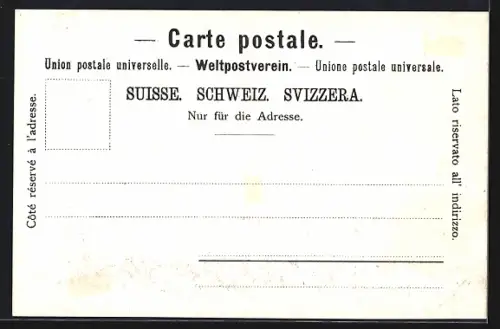 — Carte postale. —
Union postale universelle. — Weltpostverein. — Unione postale universale.
SUISSE. SCHWEIZ. SVIZZERA.
Nur für die Adresse.
Côté réservé à l'adresse.
Lato riservato all' indirizzo.